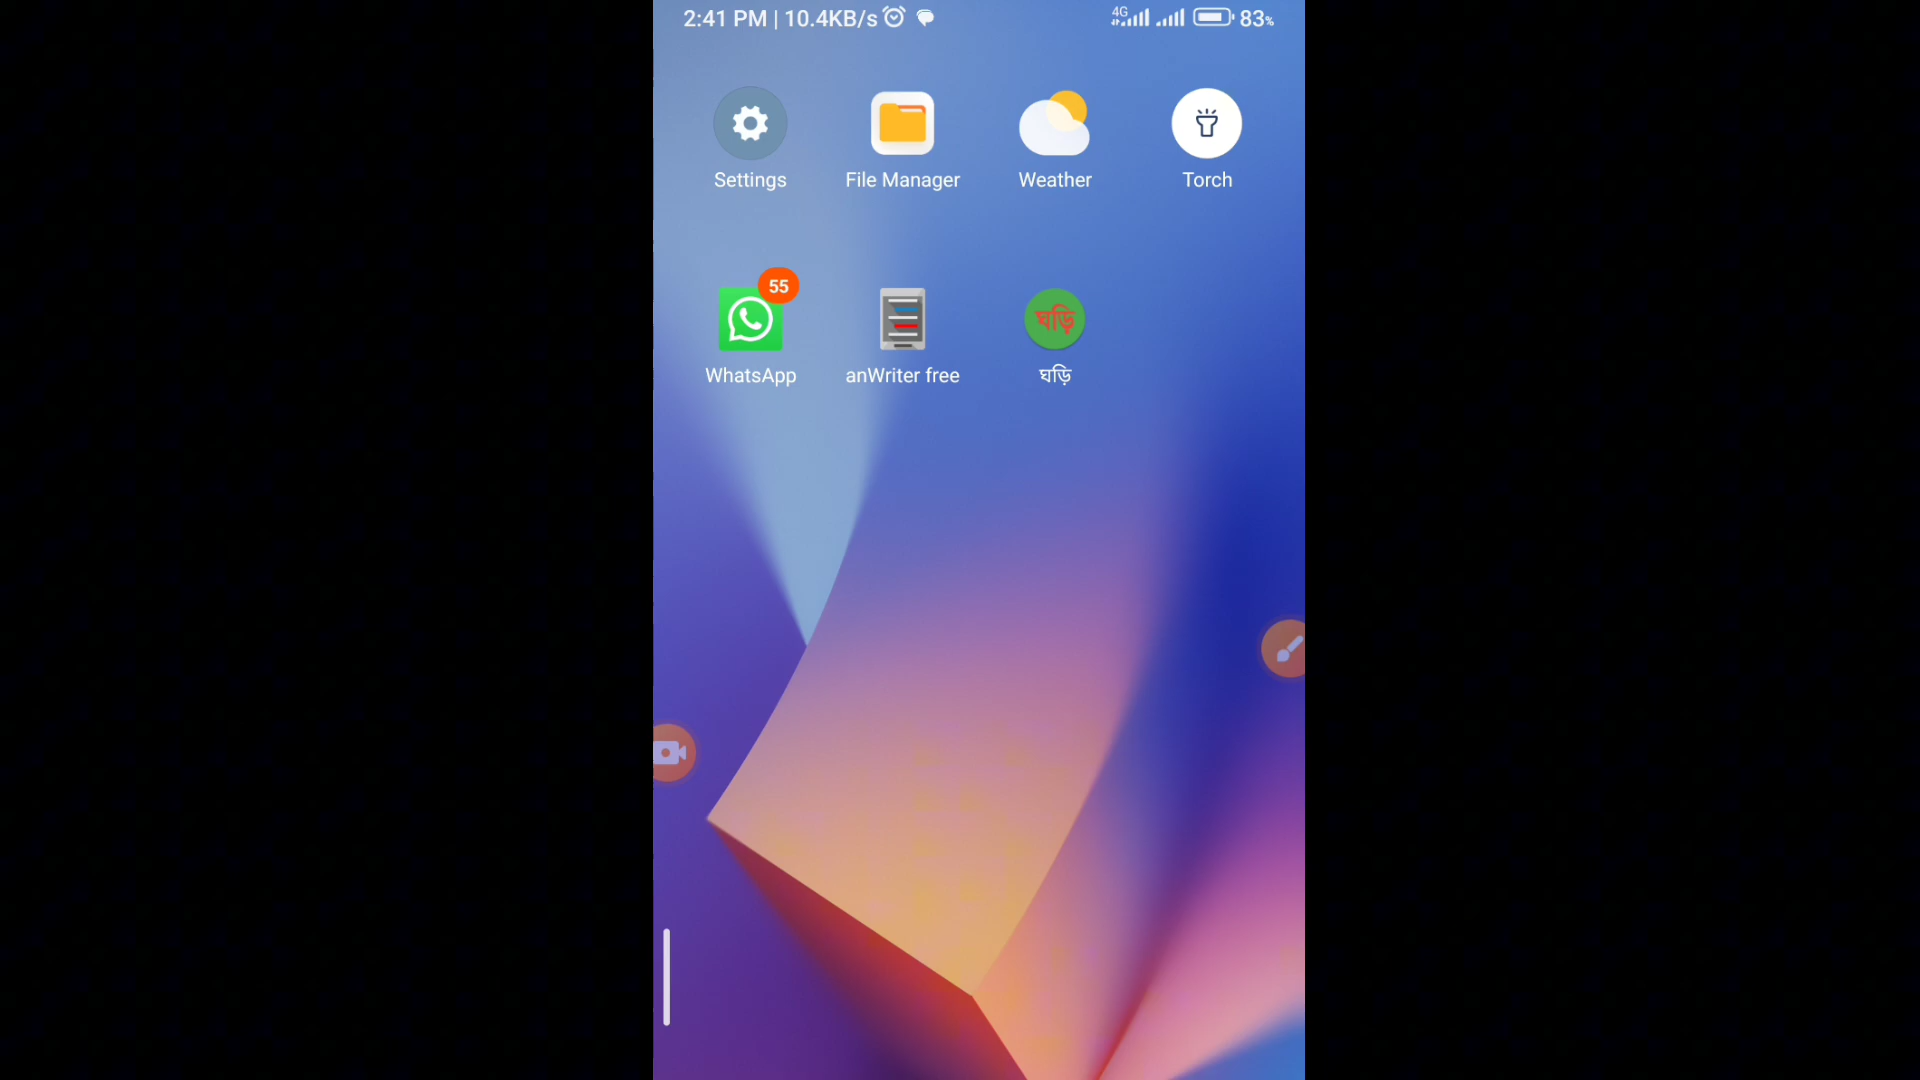 2:41 PM | 10.4KB/s 4G 83%
Settings File Manager Weather Torch
55
ঘড়ি
WhatsApp anWriter free ঘড়ি